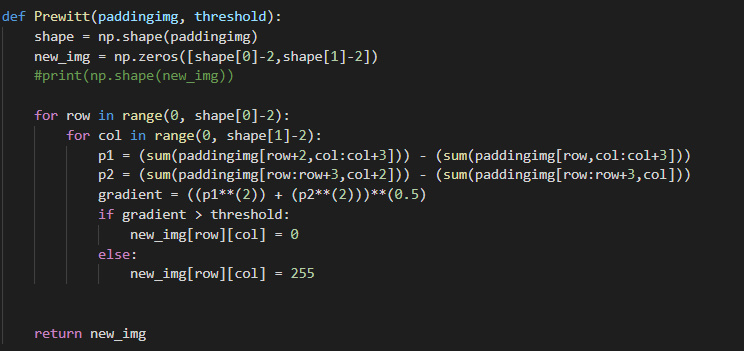 def Prewitt(paddingimg, threshold):
    shape = np.shape(paddingimg)
    new_img = np.zeros([shape[0]-2,shape[1]-2])
    #print(np.shape(new_img))
    for row in range(0, shape[0]-2):
        for col in range(0, shape[1]-2):
            p1 = (sum(paddingimg[row+2,col:col+3])) - (sum(paddingimg[row,col:col+3]))
            p2 = (sum(paddingimg[row:row+3,col+2])) - (sum(paddingimg[row:row+3,col]))
            gradient = ((p1**(2)) + (p2**(2)))**(0.5)
            if gradient > threshold:
                new_img[row][col] = 0
            else:
                new_img[row][col] = 255
    return new_img